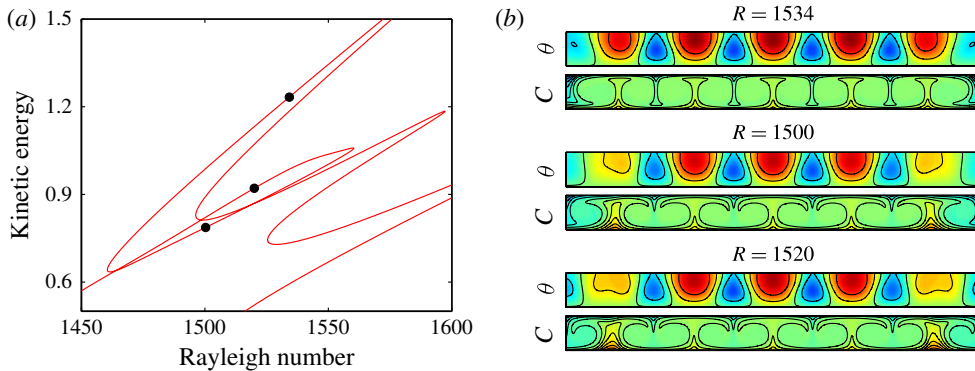 (a)
1.5
1.2
0.9
0.6
Kinetic energy
1450
1500
1550
1600
Rayleigh number
(b)
R = 1534
θ
C
R = 1500
θ
C
R = 1520
θ
C